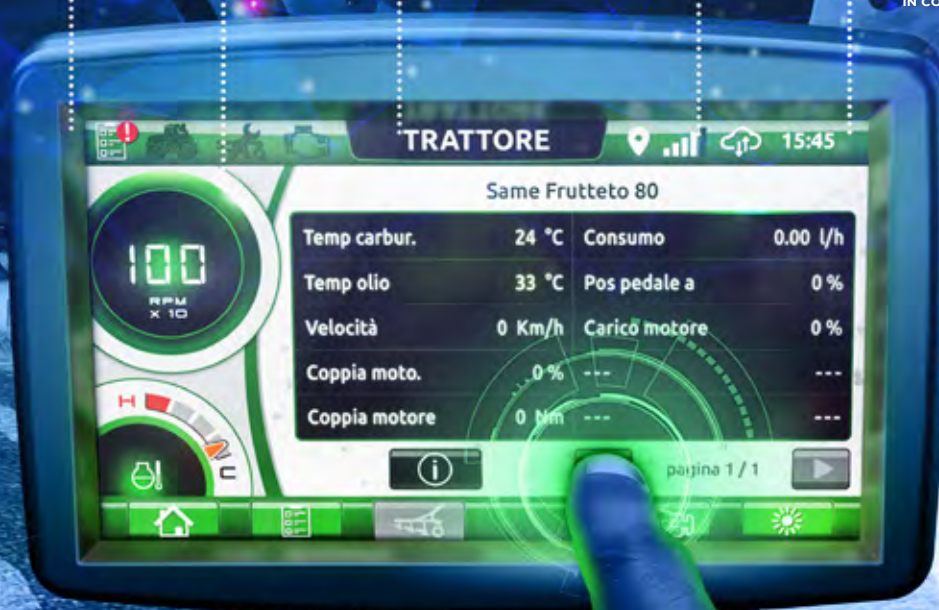 IN CO
TRATTORE
15:45
Same Frutteto 80
100
RPM
X 10
Temp carbur. 24 °C Consumo 0.00 l/h
Temp olio 33 °C Pos pedale a 0 %
Velocità 0 Km/h Carico motore 0 %
Coppia moto. 0 % --- ---
Coppia motore 0 Nm --- ---
H
C
pagina 1 / 1